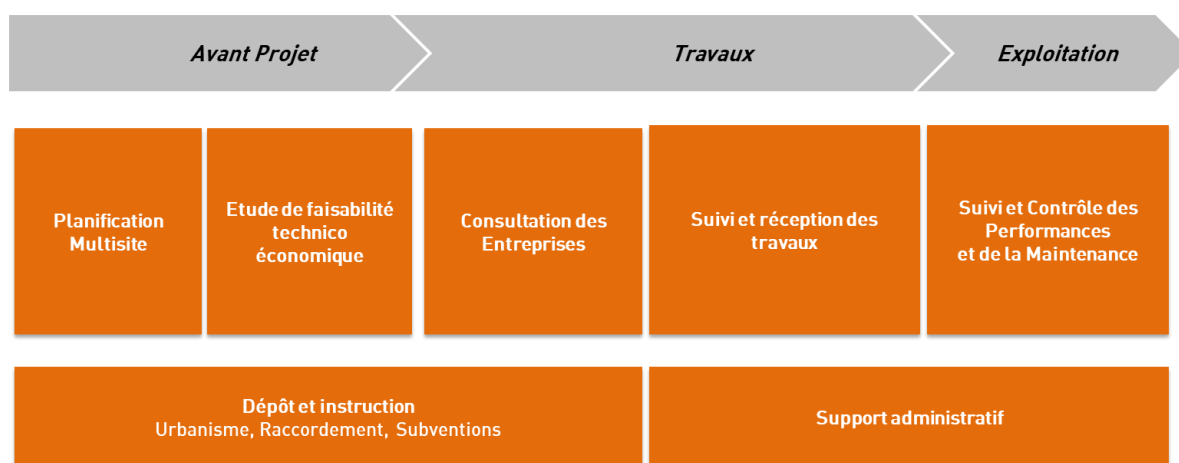 Avant Projet
Travaux
Exploitation
Planification
Multisite
Etude de faisabilité
technico
économique
Consultation des
Entreprises
Suivi et réception des
travaux
Suivi et Contrôle des
Performances
et de la Maintenance
Dépôt et instruction
Urbanisme, Raccordement, Subventions
Support administratif